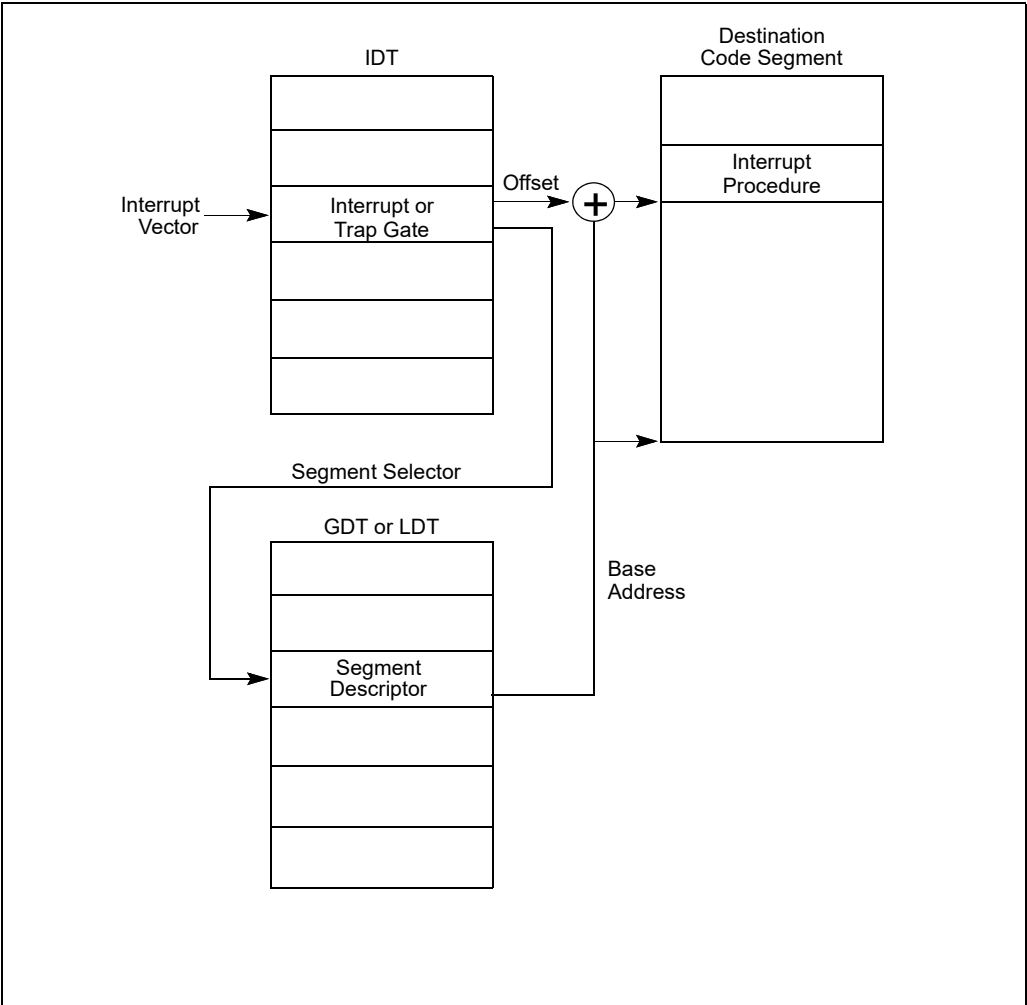 IDT
Destination
Code Segment
Interrupt
Procedure
Offset
+
Interrupt
Vector
Interrupt or
Trap Gate
Segment Selector
GDT or LDT
Base
Address
Segment
Descriptor